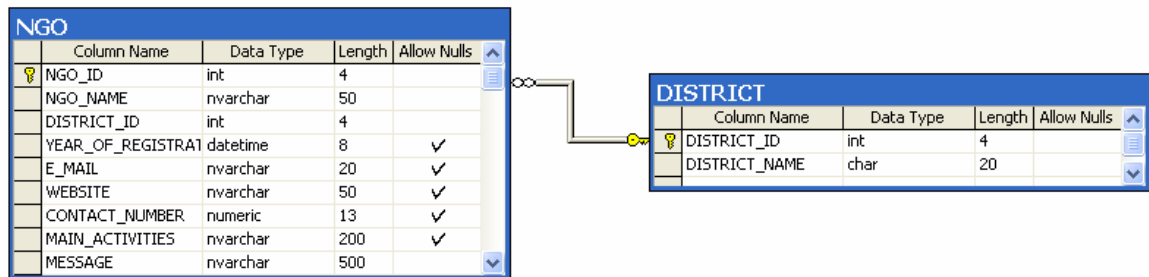 NGO
Column Name Data Type Length Allow Nulls
NGO_ID int 4
NGO_NAME nvarchar 50
DISTRICT_ID int 4
YEAR_OF_REGISTRAT datetime 8
E_MAIL nvarchar 20
WEBSITE nvarchar 50
CONTACT_NUMBER numeric 13
MAIN_ACTIVITIES nvarchar 200
MESSAGE nvarchar 500
DISTRICT
Column Name Data Type Length Allow Nulls
DISTRICT_ID int 4
DISTRICT_NAME char 20